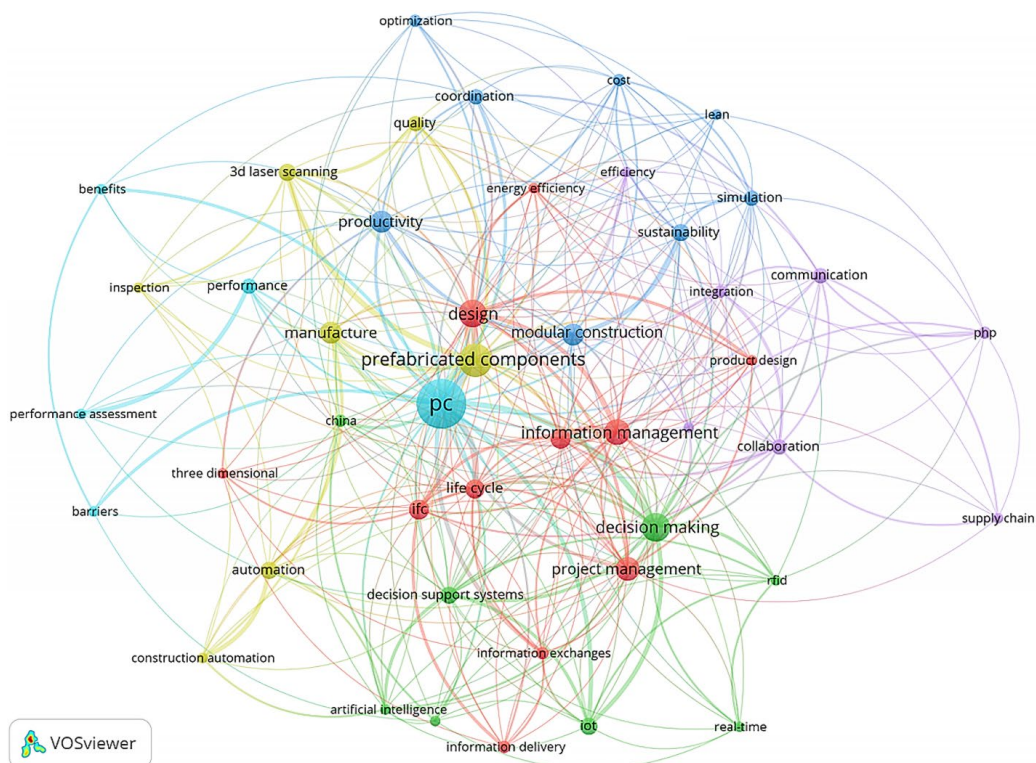 optimization
cost
coordination
lean
quality
3d laser scanning
efficiency
benefits
energy efficiency
simulation
productivity
sustainability
communication
inspection
performance
integration
design
manufacture
modular construction
php
prefabricated components
product design
pc
performance assessment
china
information management
collaboration
three dimensional
life cycle
barriers
ifc
supply chain
decision making
automation
project management
rfid
decision support systems
construction automation
information exchanges
artificial intelligence
iot
real-time
VOSviewer
information delivery